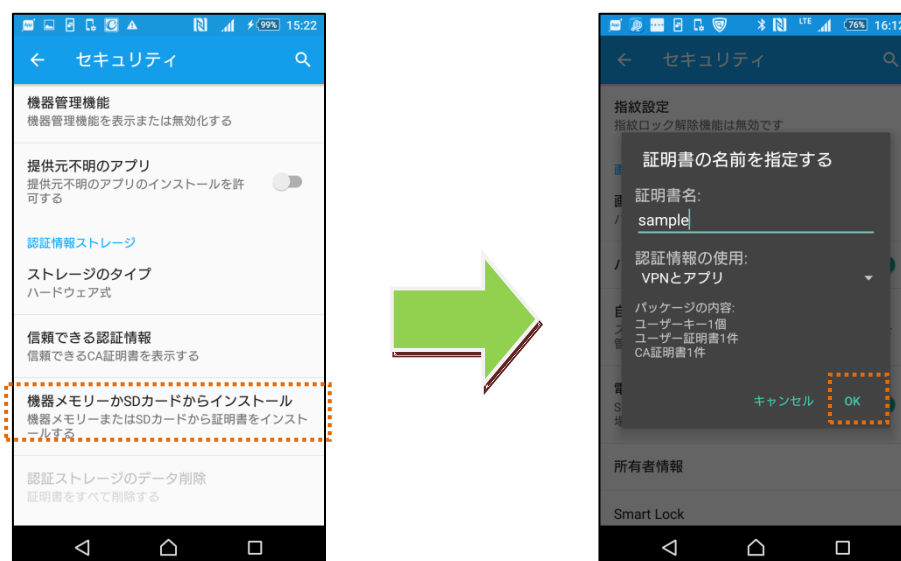 99% 15:22
セキュリティ
機器管理機能
機器管理機能を表示または無効化する
提供元不明のアプリ
提供元不明のアプリのインストールを許
可する
認証情報ストレージ
ストレージのタイプ
ハードウェア式
信頼できる認証情報
信頼できるCA証明書を表示する
機器メモリーかSDカードからインストール
機器メモリーまたはSDカードから証明書をインスト
ールする
認証ストレージのデータ削除
証明書をすべて削除する
LTE 76% 16:12
セキュリティ
指紋設定
指紋ロック解除機能は無効です
証明書の名前を指定する
証明書名:
sample
認証情報の使用:
VPNとアプリ
パッケージの内容:
ユーザーキー1個
ユーザー証明書1件
CA証明書1件
キャンセル OK
所有者情報
Smart Lock